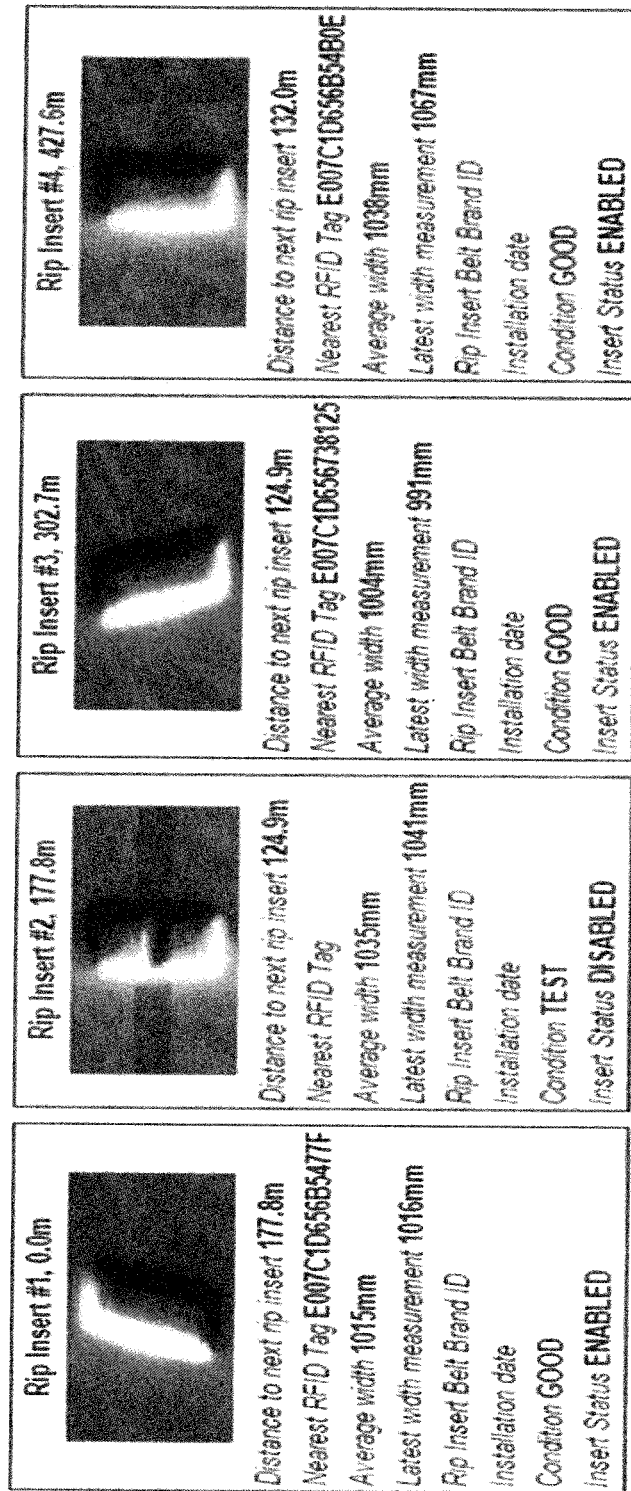 Rip Insert #1, 0.0m
Distance to next rip insert 177.8m
Nearest RFID Tag E007C1D656B5477F
Average width 1015mm
Latest width measurement 1016mm
Rip Insert Belt Brand ID
Installation date
Condition GOOD
Insert Status ENABLED
Rip Insert #2, 177.8m
Distance to next rip insert 124.9m
Nearest RFID Tag
Average width 1035mm
Latest width measurement 1041mm
Rip Insert Belt Brand ID
Installation date
Condition TEST
Insert Status DISABLED
Rip Insert #3, 302.7m
Distance to next rip insert 124.9m
Nearest RFID Tag E007C1D656738125
Average width 1004mm
Latest width measurement 991mm
Rip Insert Belt Brand ID
Installation date
Condition GOOD
Insert Status ENABLED
Rip Insert #4, 427.6m
Distance to next rip insert 132.0m
Nearest RFID Tag E007C1D656B54B0E
Average width 1038mm
Latest width measurement 1067mm
Rip Insert Belt Brand ID
Installation date
Condition GOOD
Insert Status ENABLED